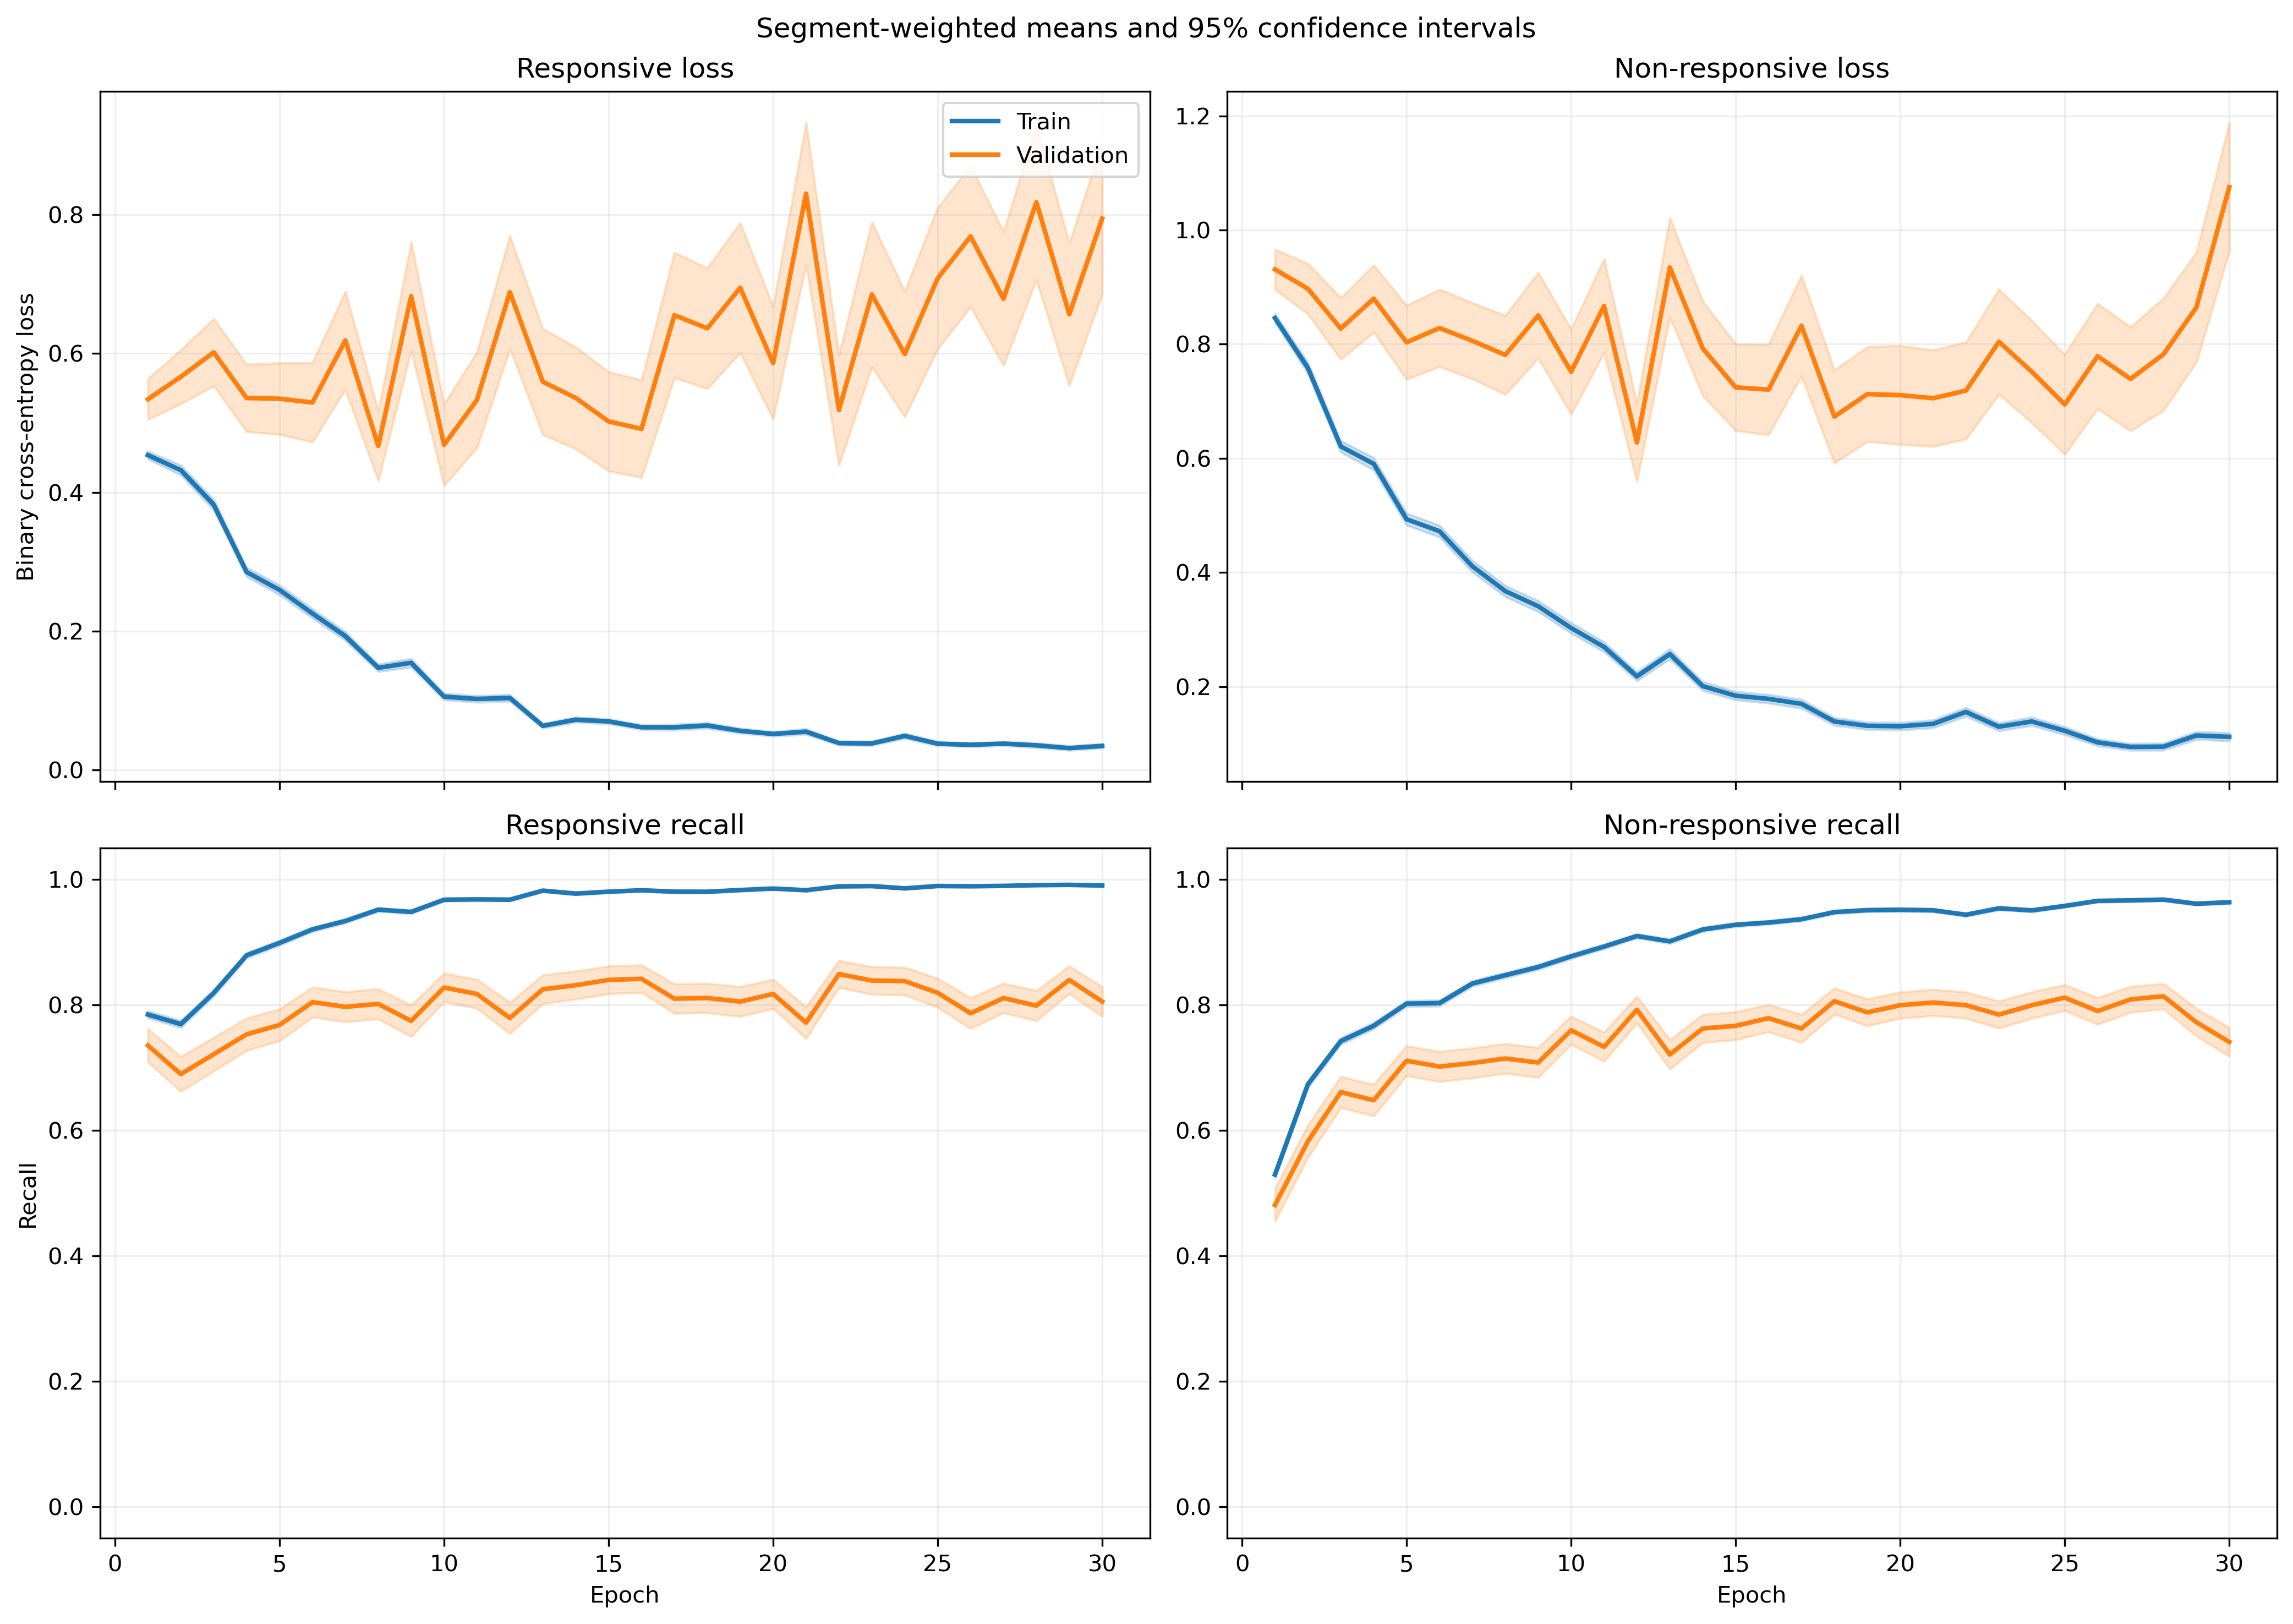 Segment-weighted means and 95% confidence intervals
Responsive loss
Binary cross-entropy loss
0.8
0.6
0.4
0.2
0.0
Train
Validation
Non-responsive loss
1.2
1.0
0.8
0.6
0.4
0.2
Responsive recall
Recall
1.0
0.8
0.6
0.4
0.2
0.0
0 5 10 15 20 25 30
Epoch
Non-responsive recall
1.0
0.8
0.6
0.4
0.2
0.0
0 5 10 15 20 25 30
Epoch